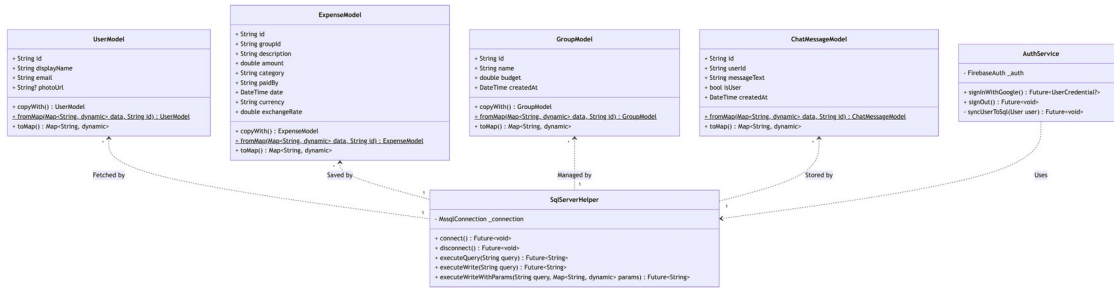 UserModel
+ String id
+ String displayName
+ String email
+ String? photoUrl
+ copyWith() : UserModel
+ fromMap(Map<String, dynamic> data, String id) : UserModel
+ toMap() : Map<String, dynamic>
ExpenseModel
+ String id
+ String groupId
+ String description
+ double amount
+ String category
+ String paidBy
+ DateTime date
+ String currency
+ double exchangeRate
+ copyWith() : ExpenseModel
+ fromMap(Map<String, dynamic> data, String id) : ExpenseModel
+ toMap() : Map<String, dynamic>
GroupModel
+ String id
+ String name
+ double budget
+ DateTime createdAt
+ copyWith() : GroupModel
+ fromMap(Map<String, dynamic> data, String id) : GroupModel
+ toMap() : Map<String, dynamic>
ChatMessageModel
+ String id
+ String userId
+ String messageText
+ bool isUser
+ DateTime createdAt
+ fromMap(Map<String, dynamic> data, String id) : ChatMessageModel
+ toMap() : Map<String, dynamic>
AuthService
- FirebaseAuth _auth
+ signInWithGoogle() : Future<UserCredential?>
+ signOut() : Future<void>
- syncUserToSql(User user) : Future<void>
*
*
*
*
Fetched by
Saved by
Managed by
Stored by
Uses
1
1
1
1
SqlServerHelper
- MssqlConnection _connection
+ connect() : Future<void>
+ disconnect() : Future<void>
+ executeQuery(String query) : Future<String>
+ executeWrite(String query) : Future<String>
+ executeWriteWithParams(String query, Map<String, dynamic> params) : Future<String>